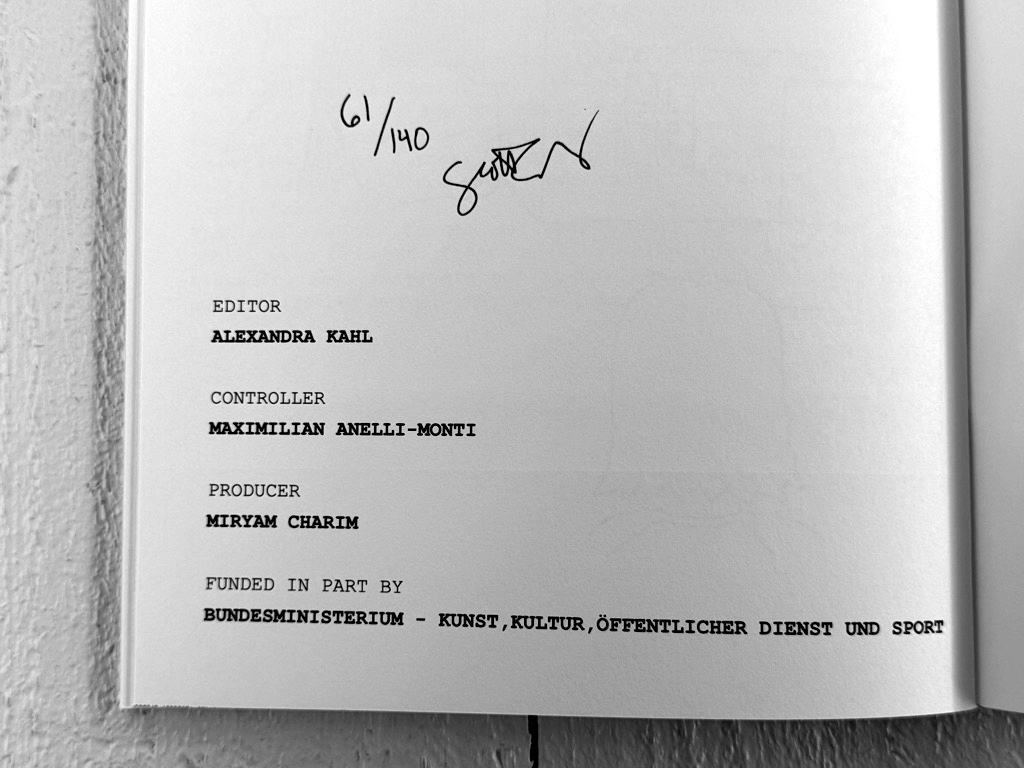 61/140
EDITOR
ALEXANDRA KAHL
CONTROLLER
MAXIMILIAN ANELLI-MONTI
PRODUCER
MIRYAM CHARIM
FUNDED IN PART BY
BUNDESMINISTERIUM - KUNST,KULTUR,ÖFFENTLICHER DIENST UND SPORT